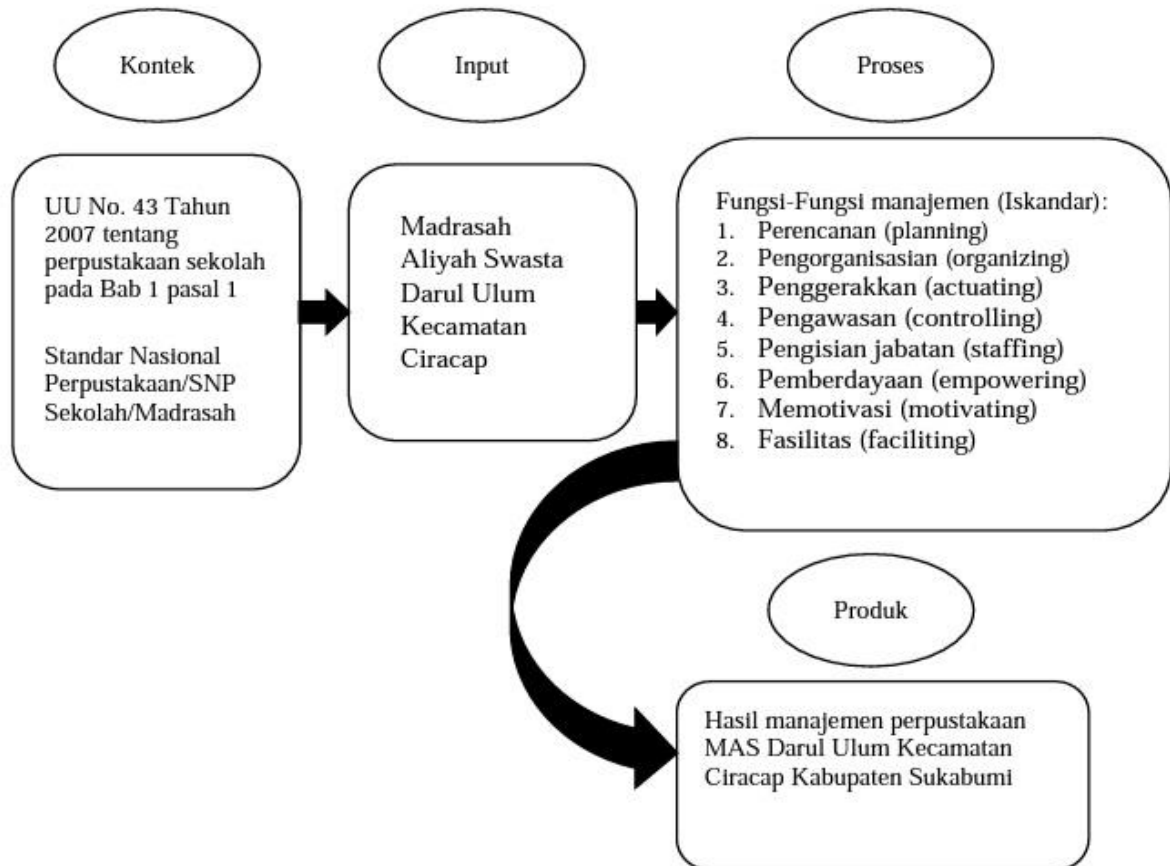 Kontek
UU No. 43 Tahun
2007 tentang
perpustakaan sekolah
pada Bab 1 pasal 1
Standar Nasional
Perpustakaan/SNP
Sekolah/Madrasah
Input
Madrasah
Aliyah Swasta
Darul Ulum
Kecamatan
Ciracap
Proses
Fungsi-Fungsi manajemen (Iskandar):
1. Perencanan (planning)
2. Pengorganisasian (organizing)
3. Penggerakkan (actuating)
4. Pengawasan (controlling)
5. Pengisian jabatan (staffing)
6. Pemberdayaan (empowering)
7. Memotivasi (motivating)
8. Fasilitas (faciliting)
Produk
Hasil manajemen perpustakaan
MAS Darul Ulum Kecamatan
Ciracap Kabupaten Sukabumi